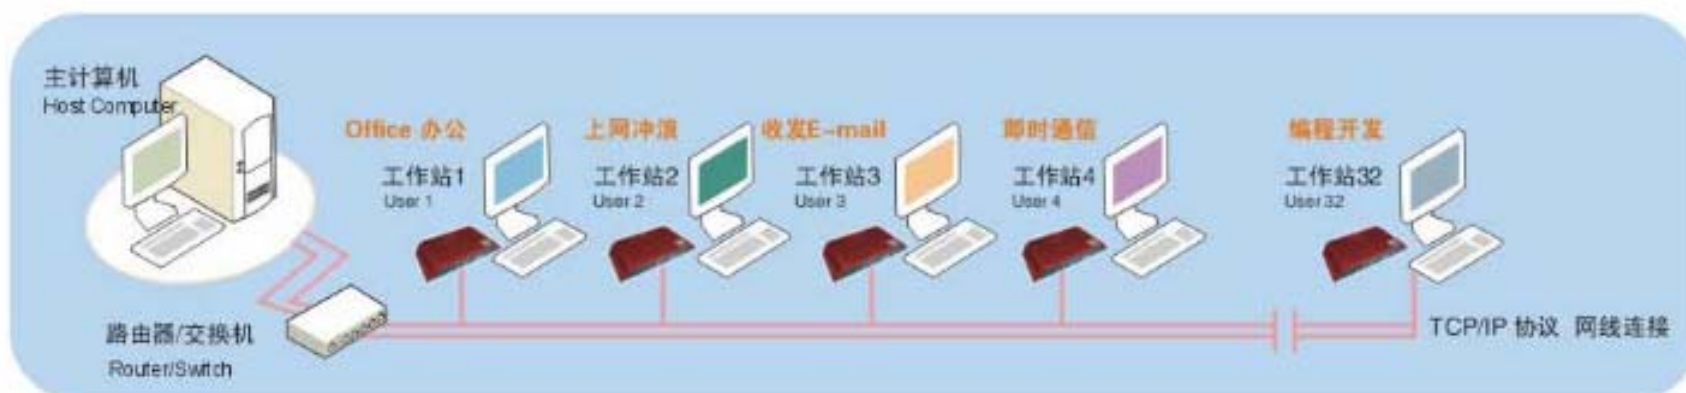 主计算机
Host Computer
Office 办公
工作站1
User 1
上网冲浪
工作站2
User 2
收发E-mail
工作站3
User 3
即时通信
工作站4
User 4
编程开发
工作站32
User 32
路由器/交换机
Router/Switch
TCP/IP 协议 网线连接